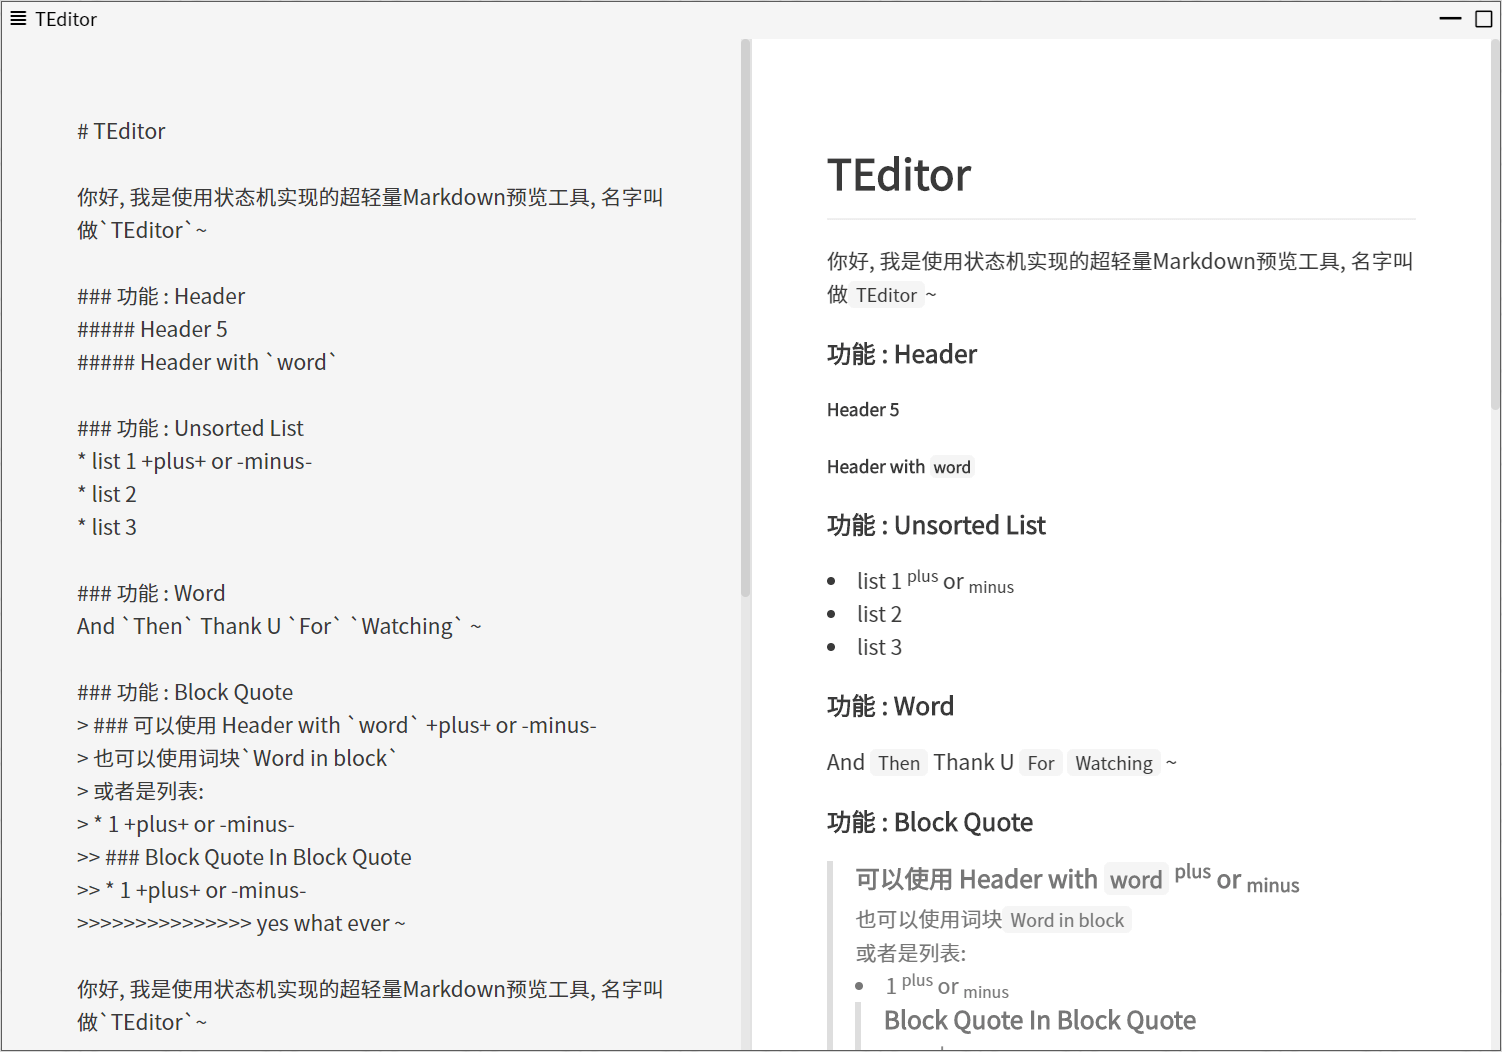 TEditor
# TEditor
你好, 我是使用状态机实现的超轻量Markdown预览工具, 名字叫
做`TEditor`~
### 功能 : Header
##### Header 5
##### Header with `word`
### 功能 : Unsorted List
* list 1 +plus+ or -minus-
* list 2
* list 3
### 功能 : Word
And `Then` Thank U `For` `Watching` ~
### 功能 : Block Quote
> ### 可以使用 Header with `word` +plus+ or -minus-
> 也可以使用词块`Word in block`
> 或者是列表:
> * 1 +plus+ or -minus-
>> ### Block Quote In Block Quote
>> * 1 +plus+ or -minus-
>>>>>>>>>>>>>>> yes what ever ~
你好, 我是使用状态机实现的超轻量Markdown预览工具, 名字叫
做`TEditor`~
TEditor
你好, 我是使用状态机实现的超轻量Markdown预览工具, 名字叫
做 TEditor ~
功能 : Header
Header 5
Header with word
功能 : Unsorted List
• list 1 plus or minus
• list 2
• list 3
功能 : Word
And Then Thank U For Watching ~
功能 : Block Quote
可以使用 Header with word plus or minus
也可以使用词块 Word in block
或者是列表:
• 1 plus or minus
Block Quote In Block Quote